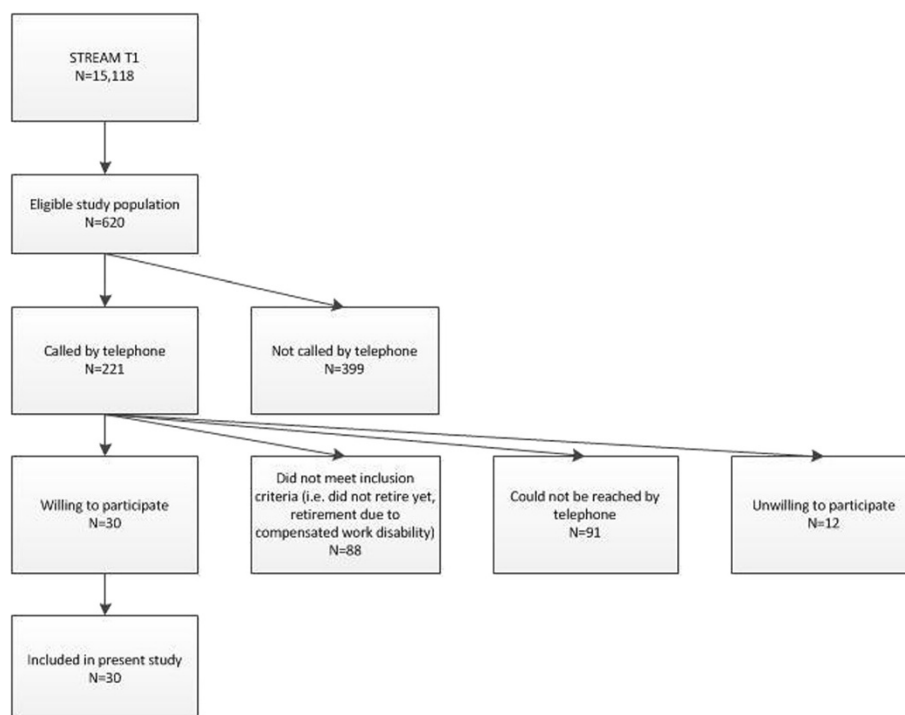 STREAM T1
N=15,118
Eligible study population
N=620
Called by telephone
N=221
Not called by telephone
N=399
Willing to participate
N=30
Did not meet inclusion
criteria (i.e. did not retire yet,
retirement due to
compensated work disability)
N=88
Could not be reached by
telephone
N=91
Unwilling to participate
N=12
Included in present study
N=30